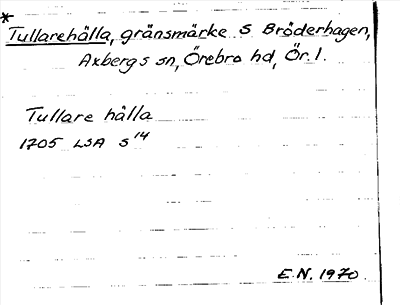 * Tullarehälla, gränsmärke S Bröderhagen,
Axbergs sn, Örebro hd, Ör. l.
Tullare hälla
1705 LSA S 14
E.N. 1970.